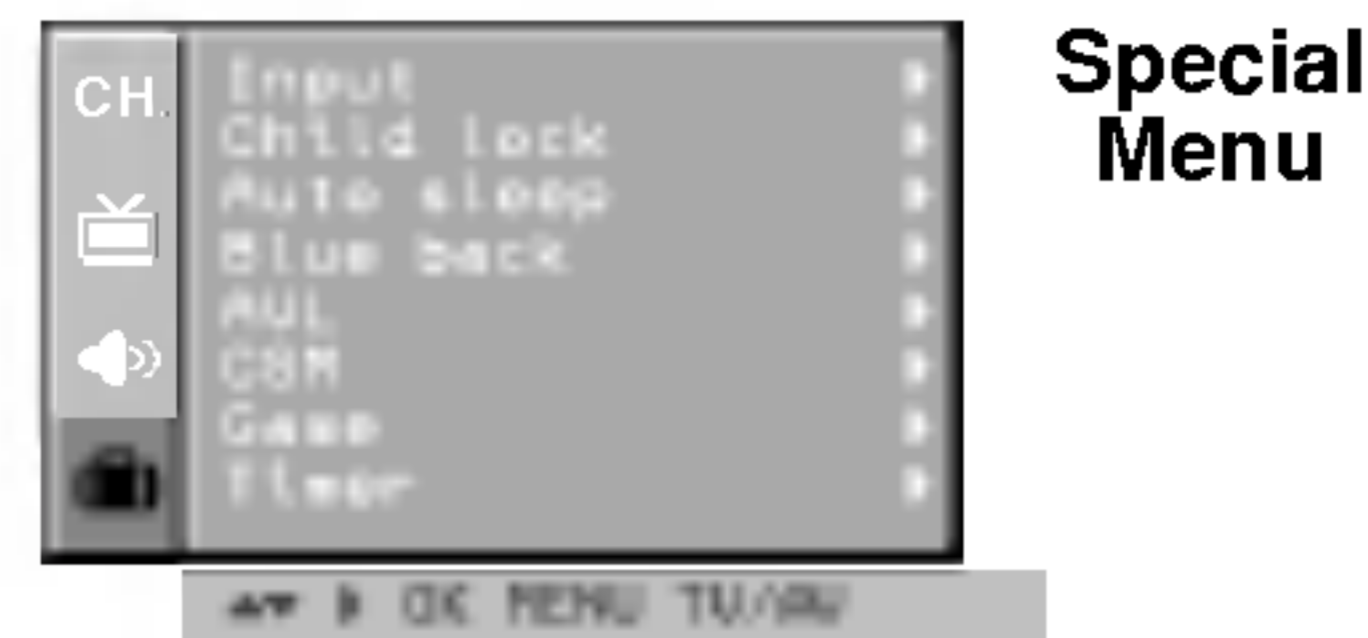 Special
Menu
CH.
Input
Child lock
Auto sleep
Blue back
AVL
CSM
Game
Timer
OK MENU TV/AV